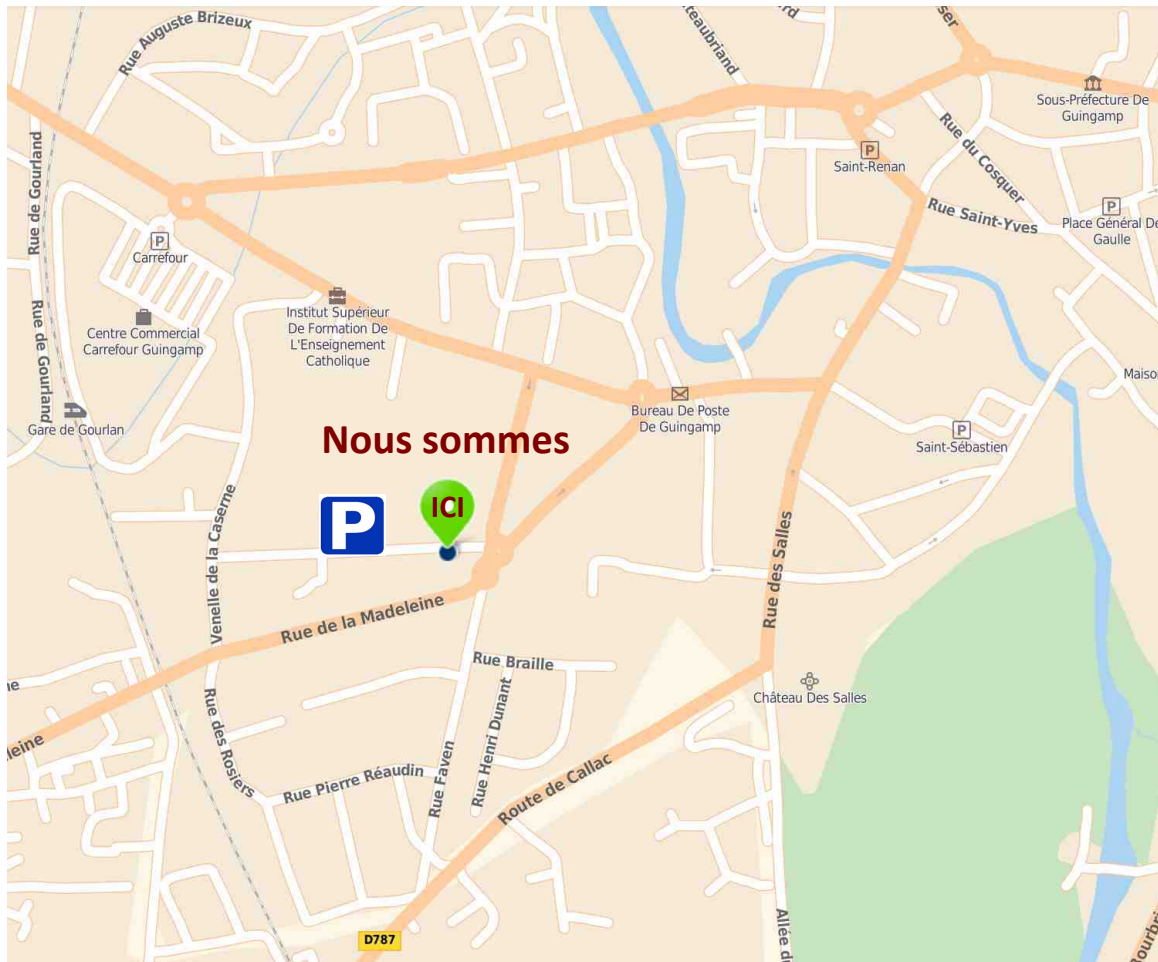 Rue Auguste Brizeux
Sous-Préfecture De
Guingamp
Rue du Cosquer
P
Saint-Renan
Rue de Gourland
Rue Saint-Yves
P
Place Général De
Gaulle
P
Carrefour
Institut Supérieur
De Formation De
L'Enseignement
Catholique
Centre Commercial
Carrefour Guingamp
Rue de Gourland
Maison
Gare de Gourlan
Bureau De Poste
De Guingamp
P
Saint-Sébastien
Nous sommes
ICI
P
Venelle de la Caserne
Rue des Salles
Rue de la Madeleine
Rue Braille
Château Des Salles
Rue des Rosiers
Rue Henri Dunant
Rue Faven
Rue Pierre Réaudin
Route de Callac
D787
Allée du